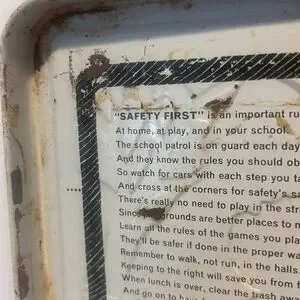 "SAFETY FIRST" is an important ru
At home, at play, and in your school.
The school patrol is on guard each day
And they know the rules you should ob
So watch for cars with each step you ta
And cross at the corners for safety's s
There's really no need to play in the stre
Since grounds are better places to m
Learn all the rules of the games you pla
They'll be safer if done in the proper wa
Remember to walk, not run, in the halls
Keeping to the right will save you from f
When lunch is over, clear the trash aw
And go on to hav